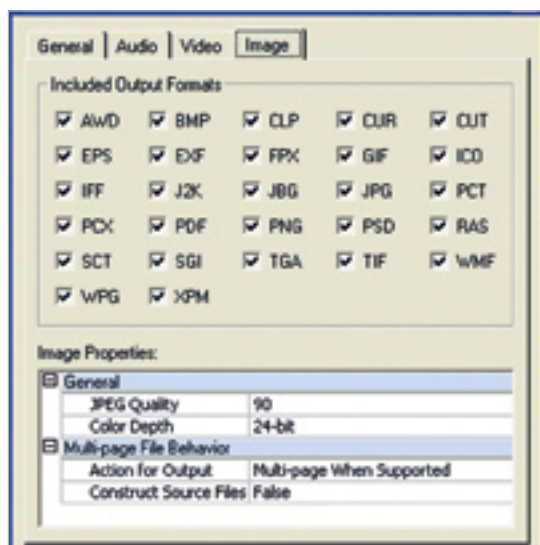 General Audio Video Image
Included Output Formats
AWD BMP CLP CUR CUT
EPS EXF FPX GIF ICO
IFF J2K JBG JPG PCT
PCX PDF PNG PSD RAS
SCT SGI TGA TIF WMF
WPG XPM
Image Properties:
General
JPEG Quality 90
Color Depth 24-bit
Multi-page File Behavior
Action for Output Multi-page When Supported
Construct Source Files False